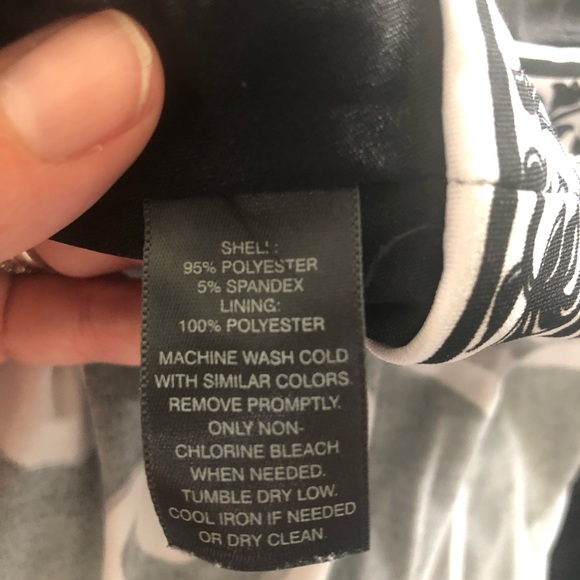 SHELL:
95% POLYESTER
5% SPANDEX
LINING:
100% POLYESTER
MACHINE WASH COLD
WITH SIMILAR COLORS.
REMOVE PROMPTLY.
ONLY NON-
CHLORINE BLEACH
WHEN NEEDED.
TUMBLE DRY LOW.
COOL IRON IF NEEDED
OR DRY CLEAN